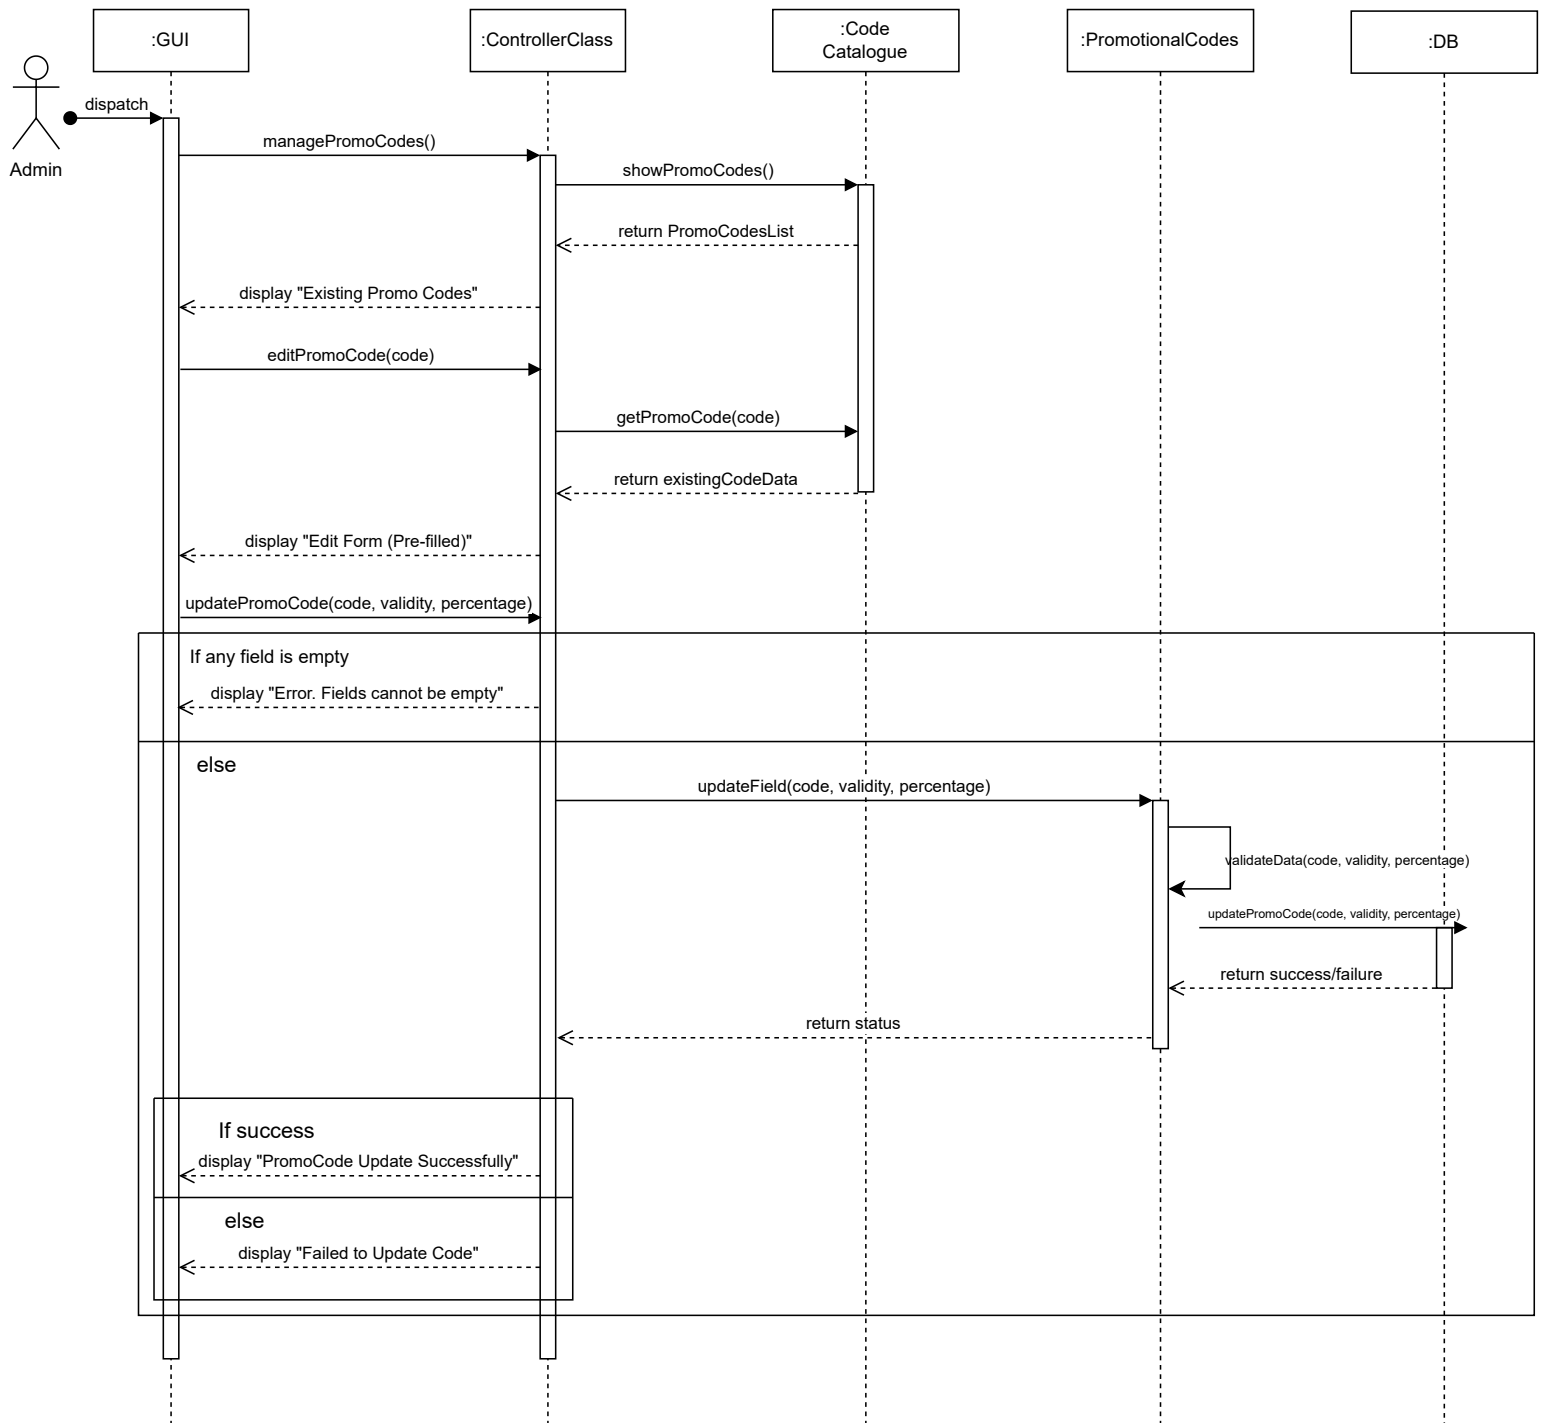 :GUI
:ControllerClass
:Code
Catalogue
:PromotionalCodes
:DB
dispatch
Admin
managePromoCodes()
showPromoCodes()
return PromoCodesList
display "Existing Promo Codes"
editPromoCode(code)
getPromoCode(code)
return existingCodeData
display "Edit Form (Pre-filled)"
updatePromoCode(code, validity, percentage)
If any field is empty
display "Error. Fields cannot be empty"
else
updateField(code, validity, percentage)
validateData(code, validity, percentage)
updatePromoCode(code, validity, percentage)
return success/failure
return status
If success
display "PromoCode Update Successfully"
else
display "Failed to Update Code"